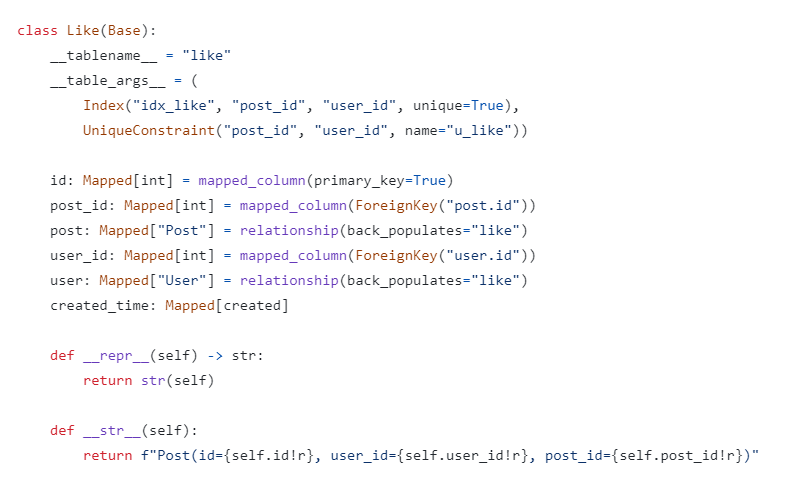 class Like(Base):
    __tablename__ = "like"
    __table_args__ = (
        Index("idx_like", "post_id", "user_id", unique=True),
        UniqueConstraint("post_id", "user_id", name="u_like"))

    id: Mapped[int] = mapped_column(primary_key=True)
    post_id: Mapped[int] = mapped_column(ForeignKey("post.id"))
    post: Mapped["Post"] = relationship(back_populates="like")
    user_id: Mapped[int] = mapped_column(ForeignKey("user.id"))
    user: Mapped["User"] = relationship(back_populates="like")
    created_time: Mapped[created]

    def __repr__(self) -> str:
        return str(self)

    def __str__(self):
        return f"Post(id={self.id!r}, user_id={self.user_id!r}, post_id={self.post_id!r})"